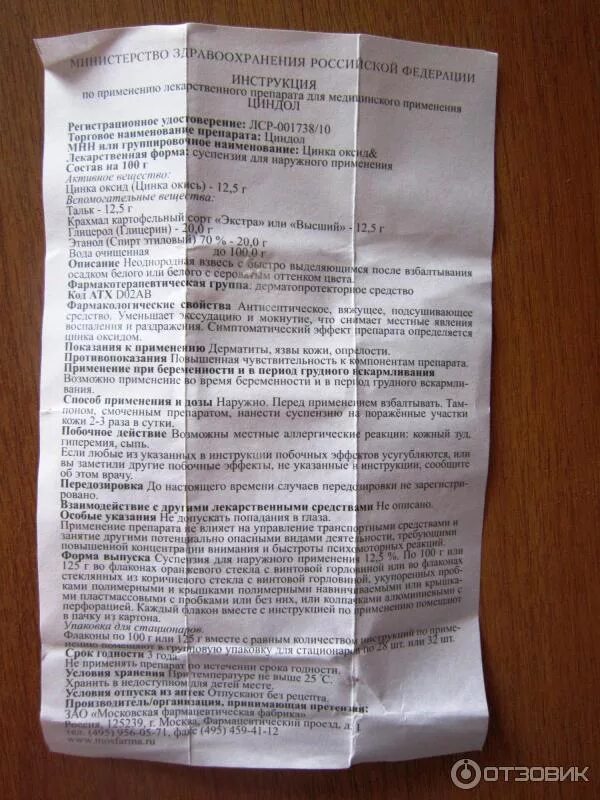 МИНИСТЕРСТВО ЗДРАВООХРАНЕНИЯ РОССИЙСКОЙ ФЕДЕРАЦИИ
ИНСТРУКЦИЯ
по применению лекарственного препарата для медицинского применения
ЦИНДОЛ
Регистрационное удостоверение: ЛСР-001738/10
Торговое наименование препарата: Циндол
МНН или группировочное наименование: Цинка оксид&
Лекарственная форма: суспензия для наружного применения
Состав на 100 г
Активное вещество:
Цинка оксид (Цинка окись) - 12,5 г
Вспомогательные вещества:
Тальк - 12,5 г
Крахмал картофельный сорт «Экстра» или «Высший» - 12,5 г
Глицерол (Глицерин) - 20,0 г
Этанол (Спирт этиловый) 70 % - 20,0 г
Вода очищенная до 100,0 г
Описание Неоднородная взвесь с быстро выделяющимся после взбалтывания
осадком белого или белого с сероватым оттенком цвета.
Фармакотерапевтическая группа: дерматопротекторное средство
Код АТХ D02AB
Фармакологические свойства Антисептическое, вяжущее, подсушивающее
средство. Уменьшает экссудацию и мокнутие, что снимает местные явления
воспаления и раздражения. Симптоматический эффект препарата определяется
цинка оксидом.
Показания к применению Дерматиты, язвы кожи, опрелости.
Противопоказания Повышенная чувствительность к компонентам препарата.
Применение при беременности и в период грудного вскармливания
Возможно применение во время беременности и в период грудного вскармли-
вания.
Способ применения и дозы Наружно. Перед применением взбалтывать. Там-
поном, смоченным препаратом, нанести суспензию на поражённые участки
кожи 2-3 раза в сутки.
Побочное действие Возможны местные аллергические реакции: кожный зуд,
гиперемия, сыпь.
Если любые из указанных в инструкции побочных эффектов усугубляются, или
вы заметили другие побочные эффекты, не указанные в инструкции, сообщите
об этом врачу.
Передозировка До настоящего времени случаев передозировки не зарегистри-
ровано.
Взаимодействие с другими лекарственными средствами Не описано.
Особые указания Не допускать попадания в глаза.
Применение препарата не влияет на управление транспортными средствами и
занятие другими потенциально опасными видами деятельности, требующими
повышенной концентрации внимания и быстроты психомоторных реакций.
Форма выпуска Суспензия для наружного применения 12,5 %. По 100 г или
125 г во флаконах оранжевого стекла с винтовой горловиной или во флаконах
стеклянных из коричневого стекла с винтовой горловиной, укупоренных проб-
ками полимерными и крышками полимерными навинчиваемыми или крышка-
ми пластмассовыми с пробками или без них, или колпачками алюминиевыми с
перфорацией. Каждый флакон вместе с инструкцией по применению помещают
в пачку из картона.
Упаковка для стационаров.
Флаконы по 100 г или 125 г вместе с равным количеством инструкций по приме-
нению помещают в групповую упаковку для стационаров по 28 шт. или 32 шт.
Срок годности 3 года.
Не применять препарат по истечении срока годности.
Условия хранения При температуре не выше 25 °С.
Хранить в недоступном для детей месте.
Условия отпуска из аптек Отпускают без рецепта.
Производитель/организация, принимающая претензии:
ЗАО «Московская фармацевтическая фабрика»
Россия, 125239, г. Москва, Фармацевтический проезд, д. 1
тел. (495) 956-05-71, факс (495) 459-41-12
www.mosfarma.ru
ОТЗОВИК